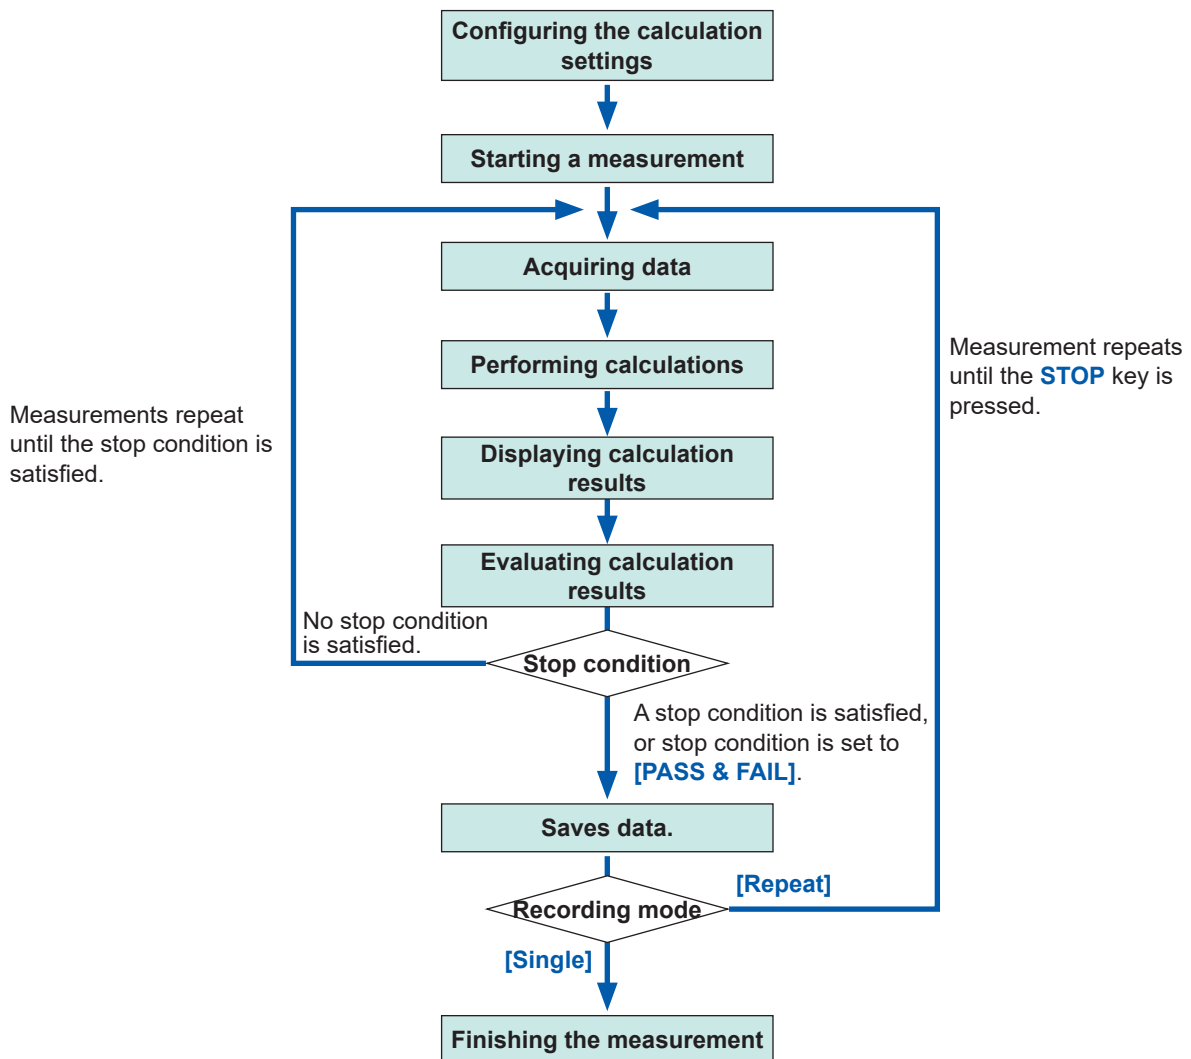 Configuring the calculation
settings
Starting a measurement
Acquiring data
Performing calculations
Measurement repeats
until the STOP key is
pressed.
Measurements repeat
until the stop condition is
satisfied.
Displaying calculation
results
Evaluating calculation
results
No stop condition
is satisfied.
Stop condition
A stop condition is satisfied,
or stop condition is set to
[PASS & FAIL].
Saves data.
[Repeat]
Recording mode
[Single]
Finishing the measurement